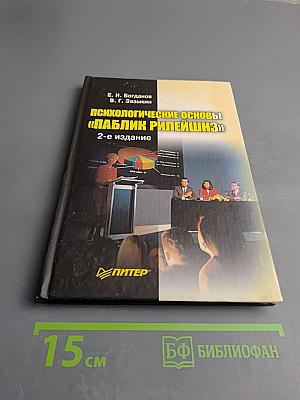 Е. Н. Богданов
В. Г. Зазыкин
ПСИХОЛОГИЧЕСКИЕ ОСНОВЫ
«ПАБЛИК РИЛЕЙШНЗ»
2-е издание
ПИТЕР®
15 см
БФ БИБЛИОФАН